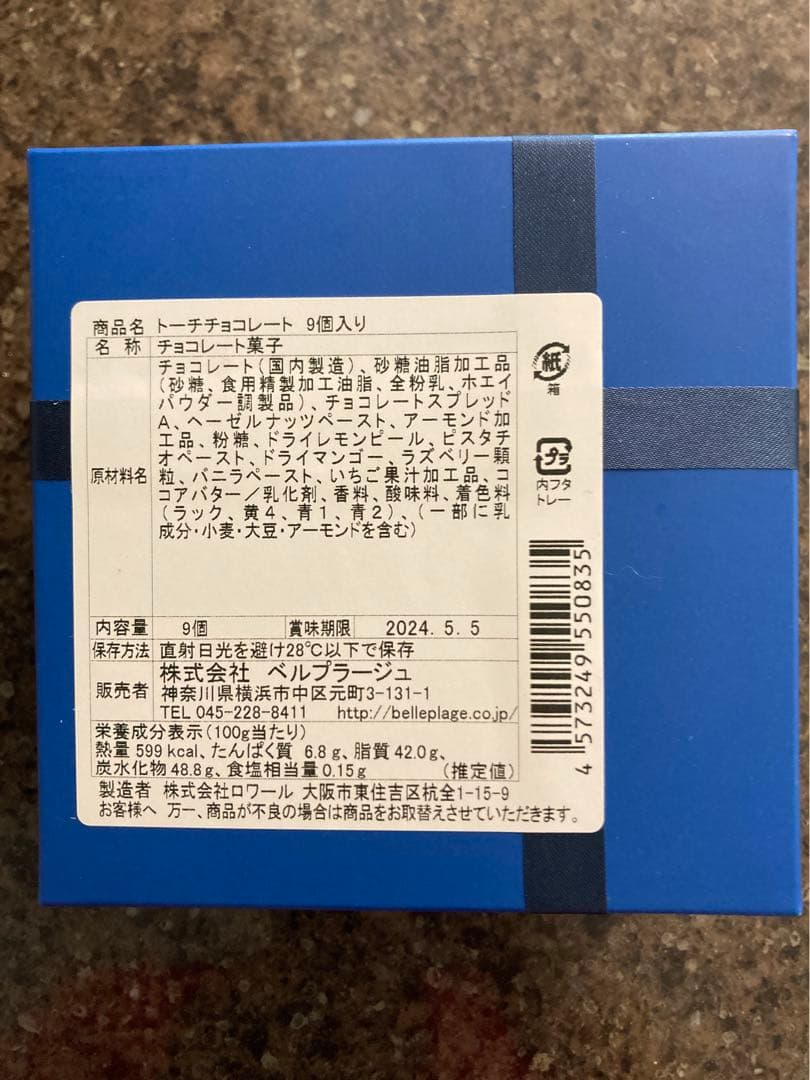 商品名 トーチチョコレート 9個入り
名 称 チョコレート菓子
原材料名
チョコレート(国内製造)、砂糖油脂加工品
(砂糖、食用精製加工油脂、全粉乳、ホエイ
パウダー調製品)、チョコレートスプレッド
A、ヘーゼルナッツペースト、アーモンド加
工品、粉糖、ドライレモンピール、ピスタチ
オペースト、ドライマンゴー、ラズベリー顆
粒、バニラペースト、いちご果汁加工品、コ
コアバター/乳化剤、香料、酸味料、着色料
(ラック、黄4、青1、青2)、(一部に乳
成分・小麦・大豆・アーモンドを含む)
内容量 9個 賞味期限 2024.5.5
保存方法 直射日光を避け28℃以下で保存
販売者 株式会社 ベルプラージュ
神奈川県横浜市中区元町3-131-1
TEL 045-228-8411 http://belleplage.co.jp/
栄養成分表示(100g当たり)
熱量 599 kcal、たんぱく質 6.8g、脂質 42.0g、
炭水化物 48.8g、食塩相当量 0.15g (推定値)
製造者 株式会社ロワール 大阪市東住吉区杭全1-15-9
お客様へ 万一、商品が不良の場合は商品をお取替えさせていただきます。
紙
箱
プラ
内フタ
トレー
4573249550835